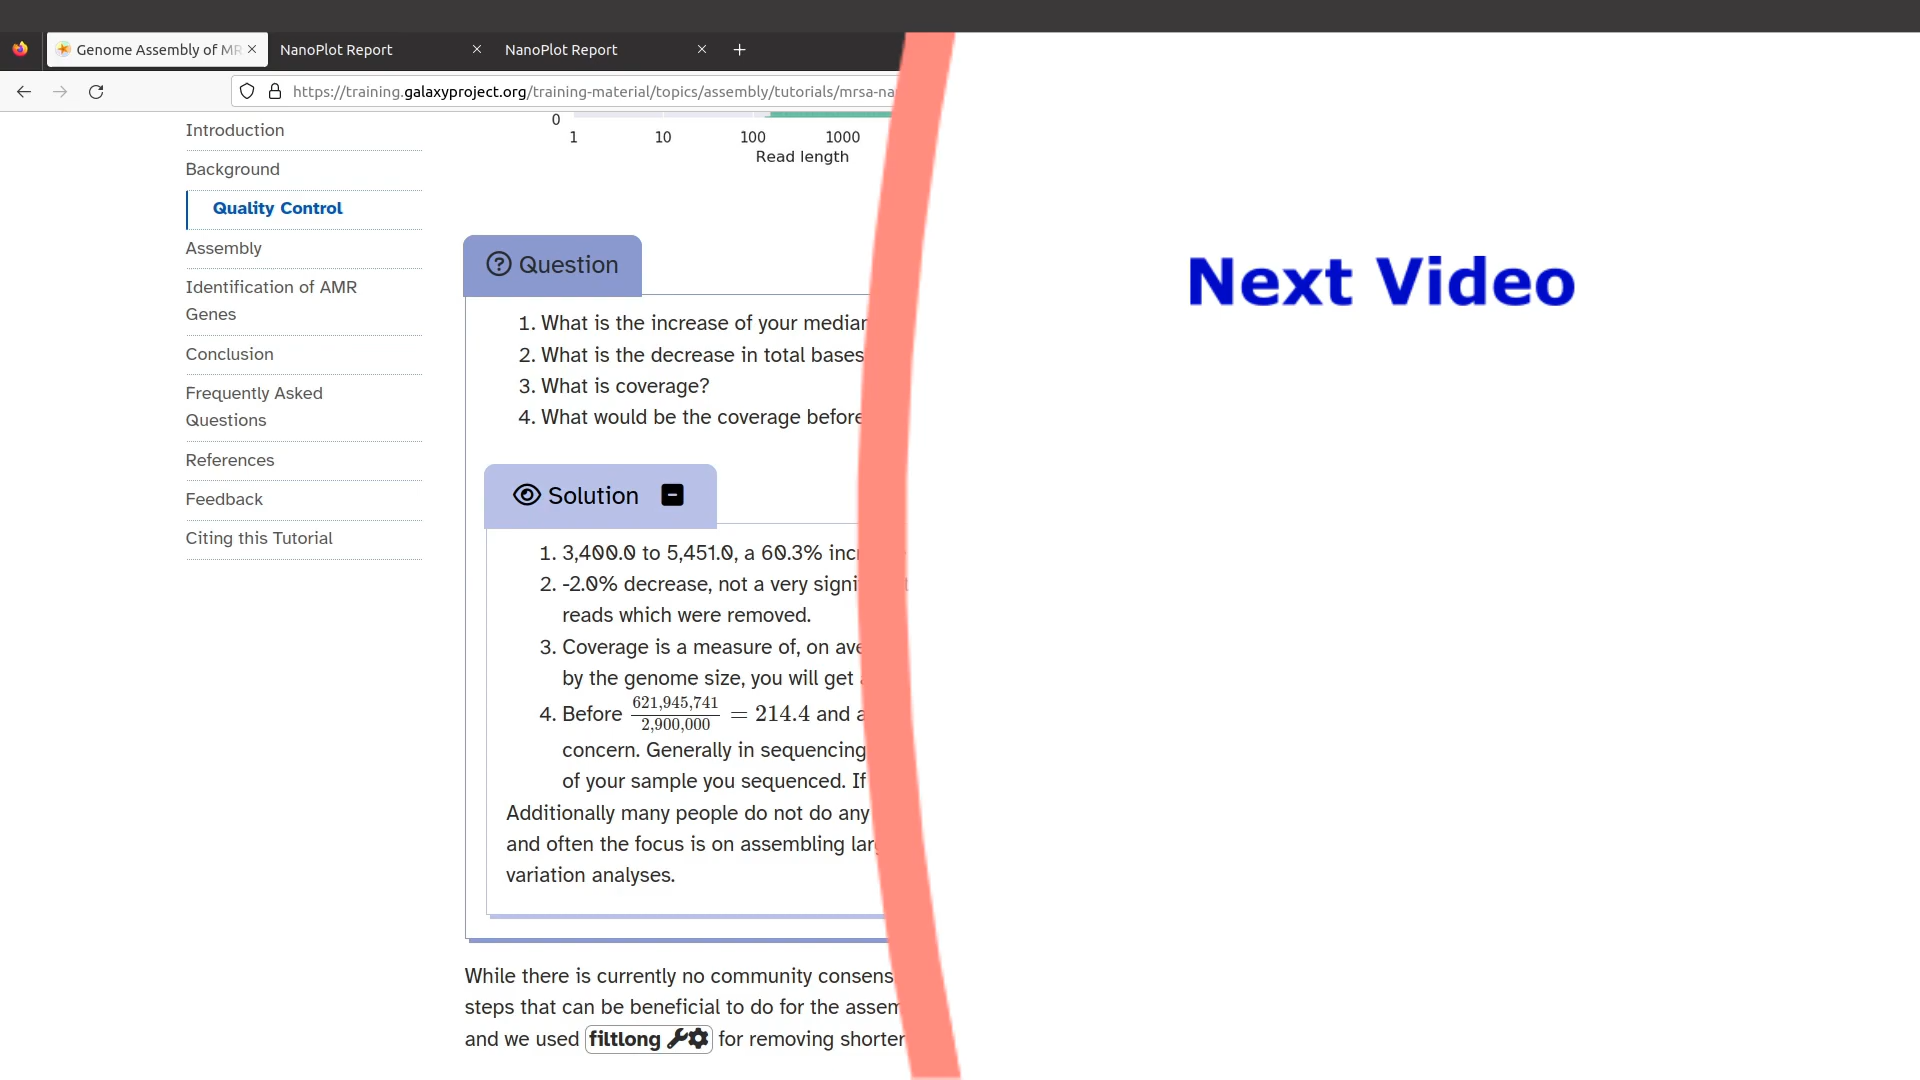 Genome Assembly of MR
NanoPlot Report
NanoPlot Report
https://training.galaxyproject.org/training-material/topics/assembly/tutorials/mrsa-na
Introduction
Background
Quality Control
Assembly
Identification of AMR
Genes
Conclusion
Frequently Asked
Questions
References
Feedback
Citing this Tutorial
0
1 10 100 1000
Read length
Question
1. What is the increase of your median
2. What is the decrease in total bases
3. What is coverage?
4. What would be the coverage before
Solution
1. 3,400.0 to 5,451.0, a 60.3%
2. -2.0% decrease, not a very
reads which were removed.
3. Coverage is a measure of, on
by the genome size, you will get
4. Before 621,945,741/2,900,000 = 214.4 and
concern. Generally in sequencing
of your sample you sequenced. If
Additionally many people do not do any
and often the focus is on assembling
variation analyses.
While there is currently no community
steps that can be beneficial to do for the
and we used filtlong for removing shorter
Next Video